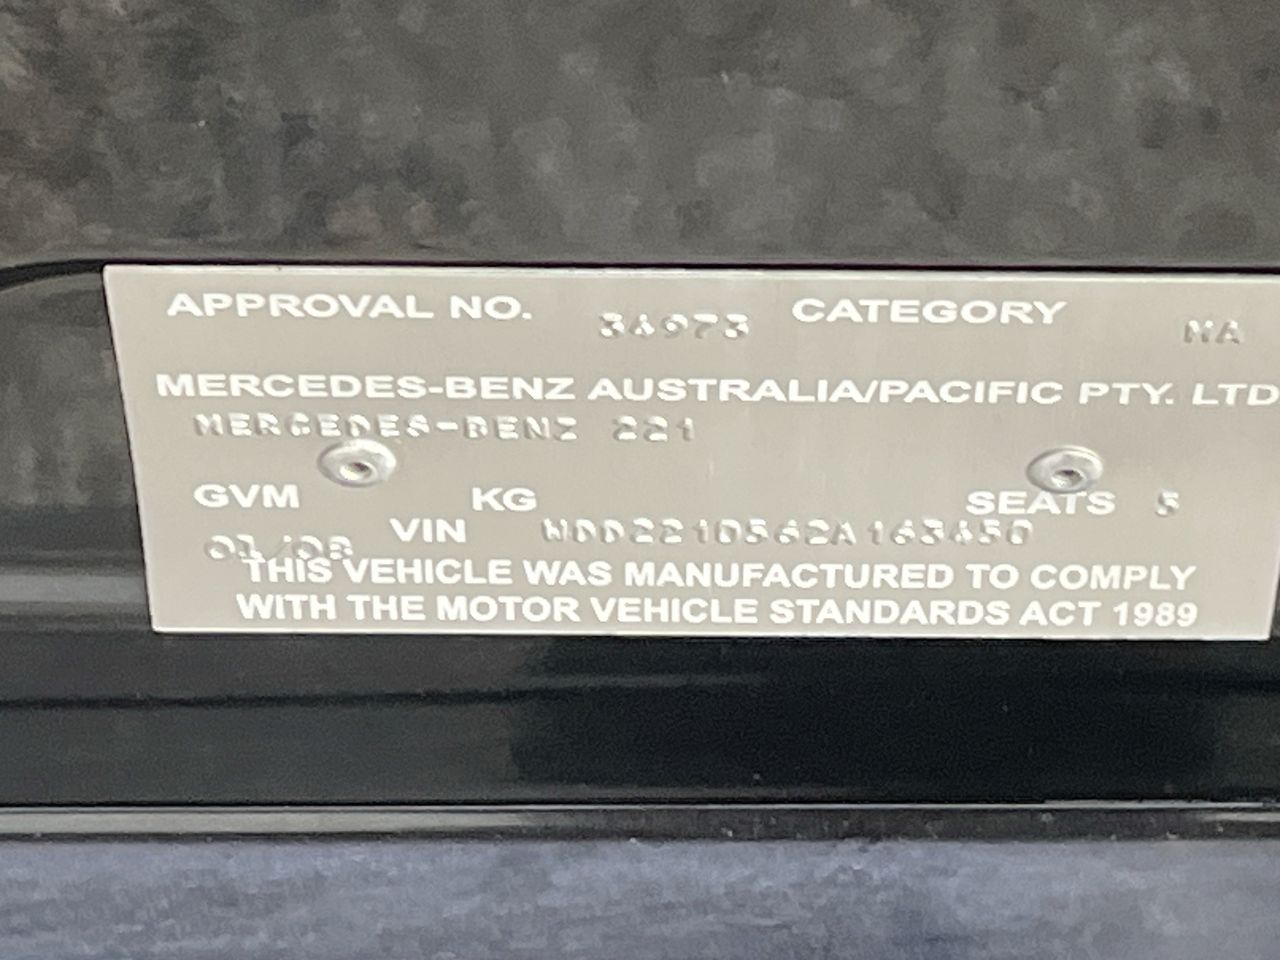 APPROVAL NO. 34973 CATEGORY MA
MERCEDES-BENZ AUSTRALIA/PACIFIC PTY. LTD
MERCEDES-BENZ 221
GVM KG SEATS 5
01/08 VIN WDD2210562A163450
THIS VEHICLE WAS MANUFACTURED TO COMPLY
WITH THE MOTOR VEHICLE STANDARDS ACT 1989